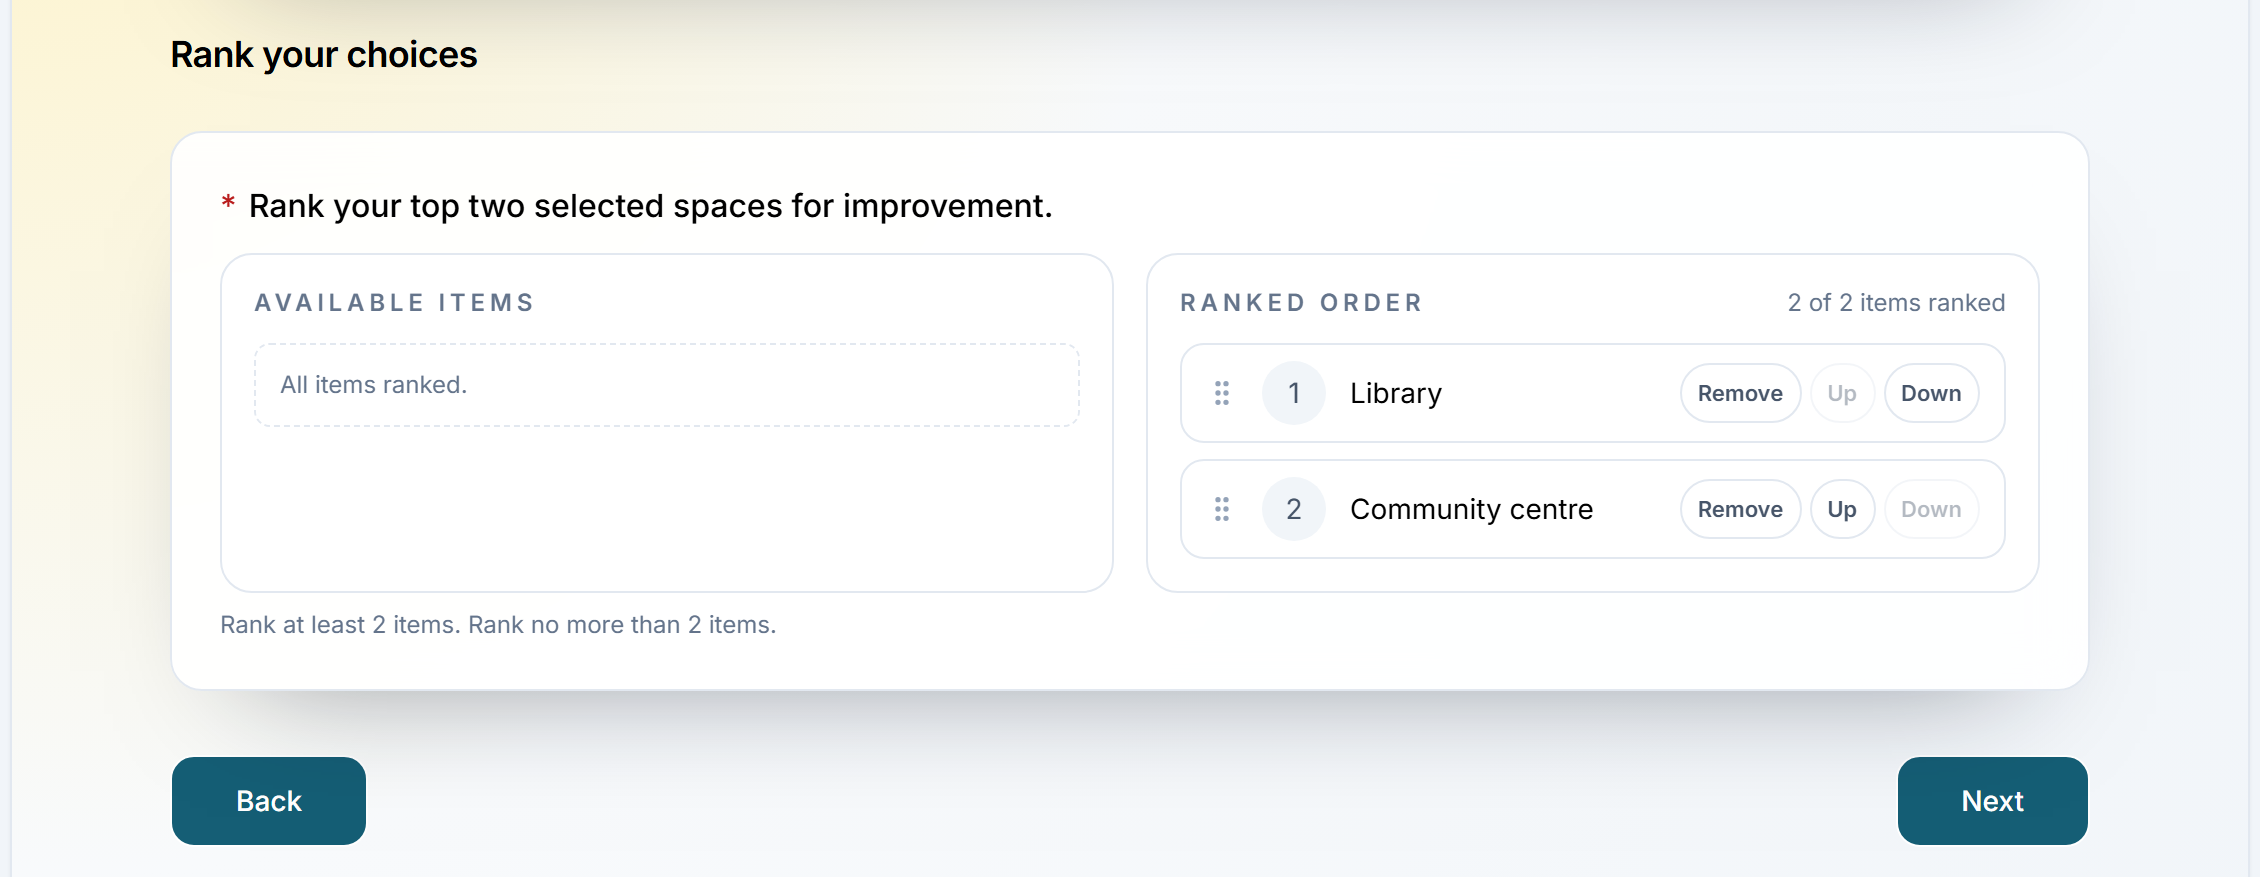 Rank your choices
* Rank your top two selected spaces for improvement.
AVAILABLE ITEMS
All items ranked.
RANKED ORDER
2 of 2 items ranked
1 Library Remove Up Down
2 Community centre Remove Up Down
Rank at least 2 items. Rank no more than 2 items.
Back
Next